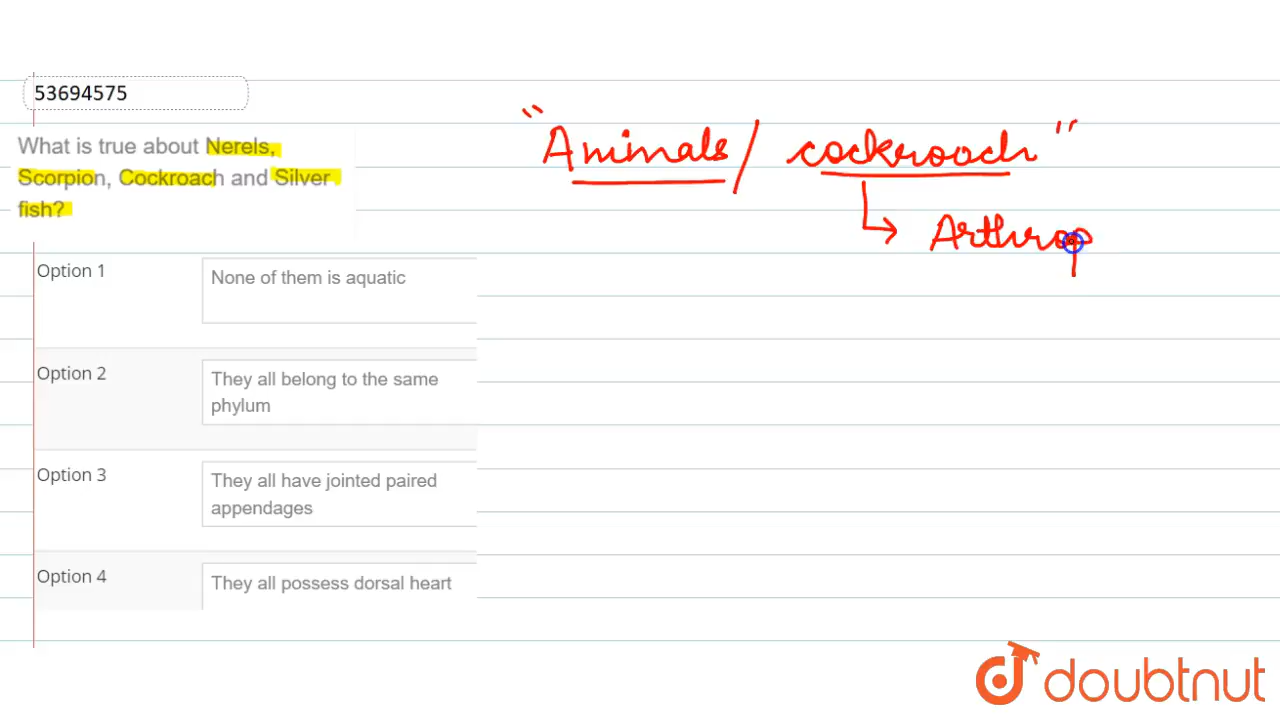 53694575
What is true about Nerels,
Scorpion, Cockroach and Silver
fish?
Option 1
None of them is aquatic
Option 2
They all belong to the same
phylum
Option 3
They all have jointed paired
appendages
Option 4
They all possess dorsal heart
"Animals/ cockroach"
↳ Arthrop
doubtnut